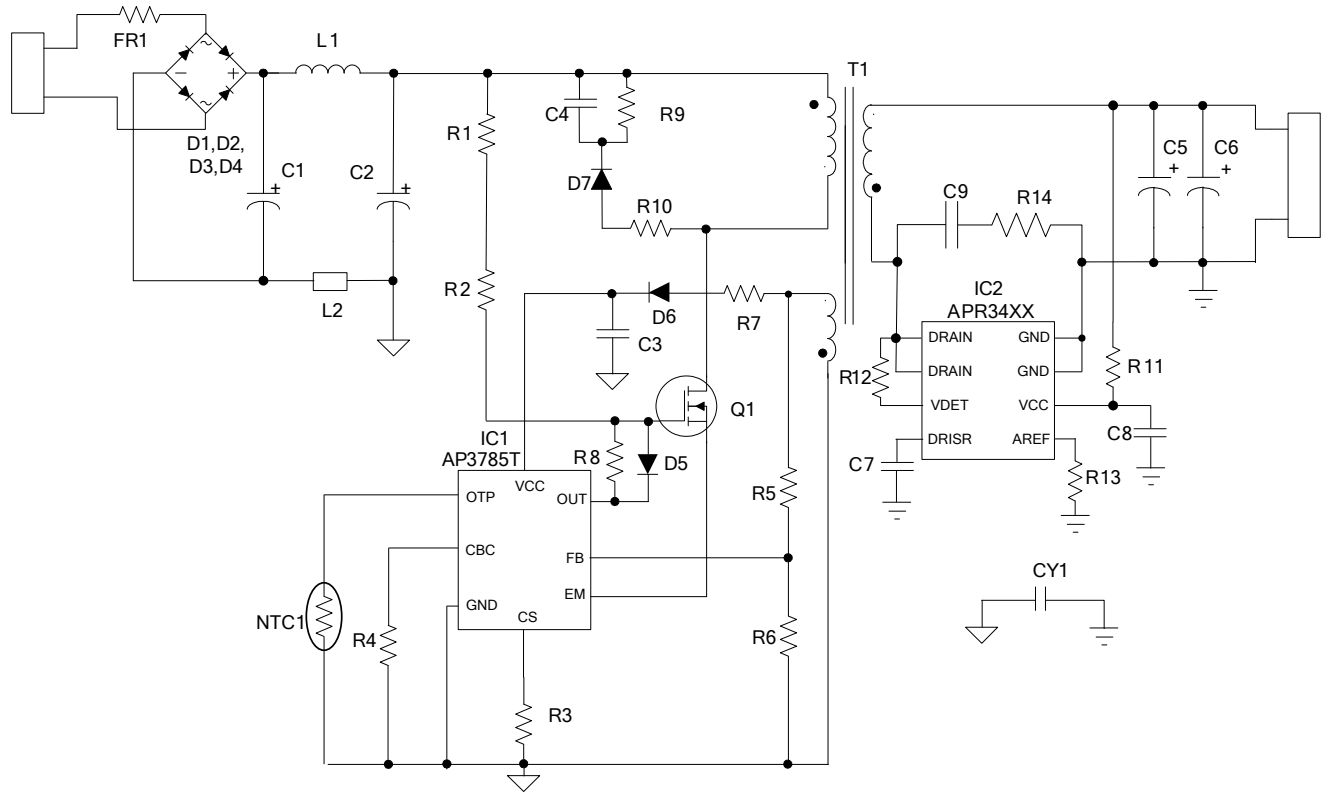 FR1
L1
T1
D1,D2,
D3,D4
C1
C2
R1
C4
R9
D7
R10
C9
R14
C5
+
C6
+
+
+
~
−
+
~
L2
R2
D6
R7
C3
IC2
APR34XX
DRAIN
GND
DRAIN
GND
VDET
VCC
DRISR
AREF
R12
R11
C7
C8
R13
Q1
IC1
AP3785T
R8
D5
VCC
OTP
OUT
CBC
FB
EM
GND
CS
R5
R6
NTC1
R4
R3
CY1